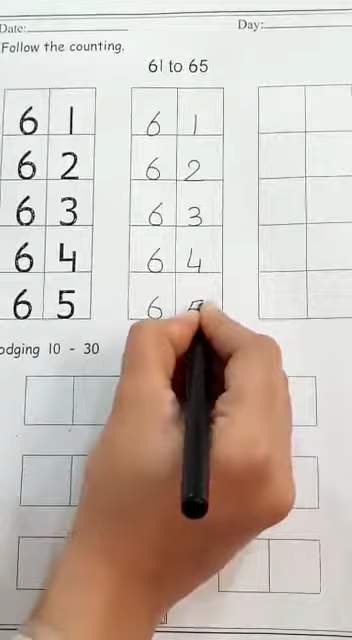 Date: Day:
Follow the counting.
61 to 65
6 1 6 1
6 2 6 2
6 3 6 3
6 4 6 4
6 5 6 5
odging 10 - 30